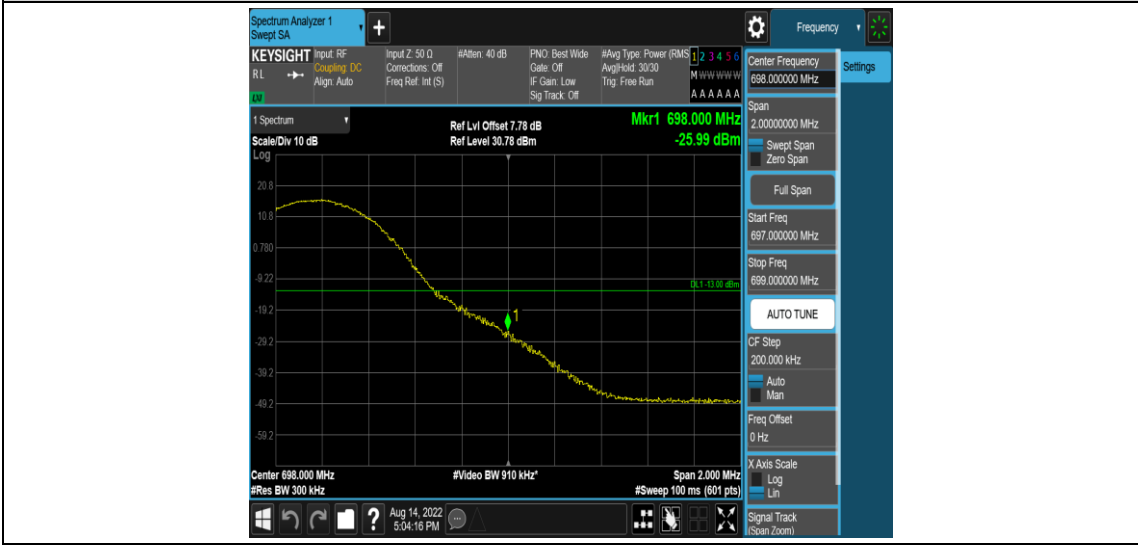 Spectrum Analyzer 1
Swept SA
+
Frequency
KEYSIGHT
RL
LM
Input: RF
Coupling: DC
Align: Auto
Input Z: 50 Ω
Corrections: Off
Freq Ref: Int (S)
#Atten: 40 dB
PNO: Best Wide
Gate: Off
IF Gain: Low
Sig Track: Off
#Avg Type: Power (RMS
Avg|Hold: 30/30
Trig: Free Run
1 2 3 4 5 6
M W W W W W
A A A A A A
1 Spectrum
Scale/Div 10 dB
Log
Ref Lvl Offset 7.78 dB
Ref Level 30.78 dBm
Mkr1 698.000 MHz
-25.99 dBm
20.8
10.8
0.780
-9.22
-19.2
-29.2
-39.2
-49.2
-59.2
DL1 -13.00 dBm
1
Center 698.000 MHz
#Video BW 910 kHz*
Span 2.000 MHz
#Res BW 300 kHz
#Sweep 100 ms (601 pts)
?
Aug 14, 2022
5:04:16 PM
Center Frequency
698.000000 MHz
Settings
Span
2.00000000 MHz
Swept Span
Zero Span
Full Span
Start Freq
697.000000 MHz
Stop Freq
699.000000 MHz
AUTO TUNE
CF Step
200.000 kHz
Auto
Man
Freq Offset
0 Hz
X Axis Scale
Log
Lin
Signal Track
(Span Zoom)